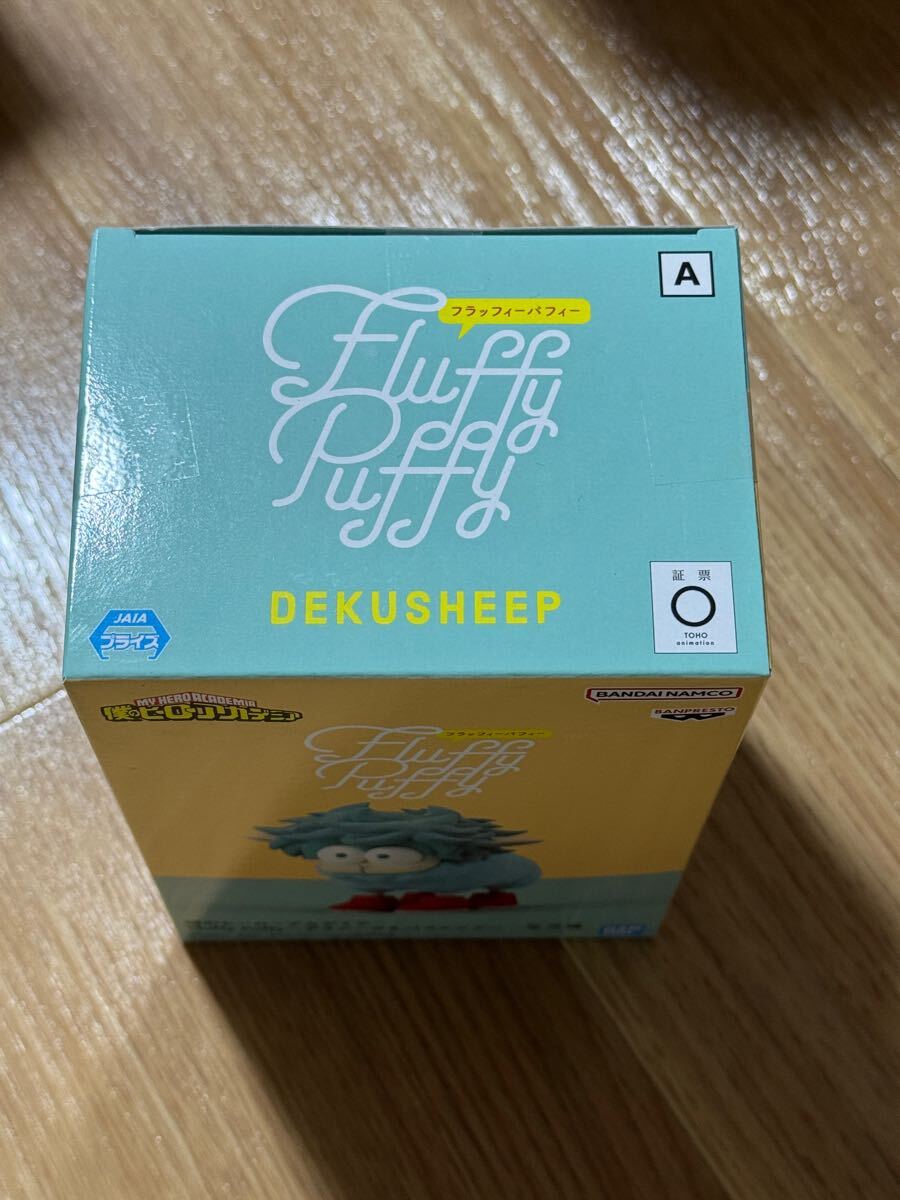 A
フラッフィーパフィー
Fluffy
Puffy
DEKUSHEEP
証票
TOHO
animation
JAIA
プライズ
MY HERO ACADEMIA
僕のヒーローアカデミア
BANDAI NAMCO
BANPRESTO
フラッフィーパフィー
Fluffy
Puffy